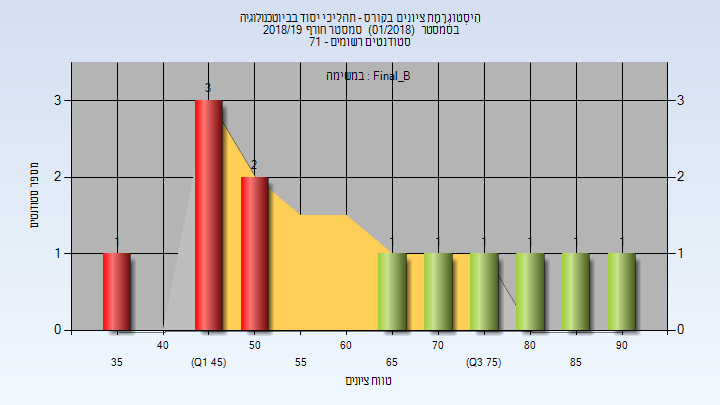 היסטוגרמת ציונים בקורס - תהליכי יסוד בביוטכנולוגיה
בסמסטר (01/2018) סמסטר חורף 2018/19
סטודנטים רשומים - 71
במשימה : Final_B
3
2
1 1 1 1 1 1 1
3 3
2 2
1 1
0 0
מספר סטודנטים
40 50 60 70 80 90
35 (Q1 45) 55 65 (Q3 75) 85
טווח ציונים